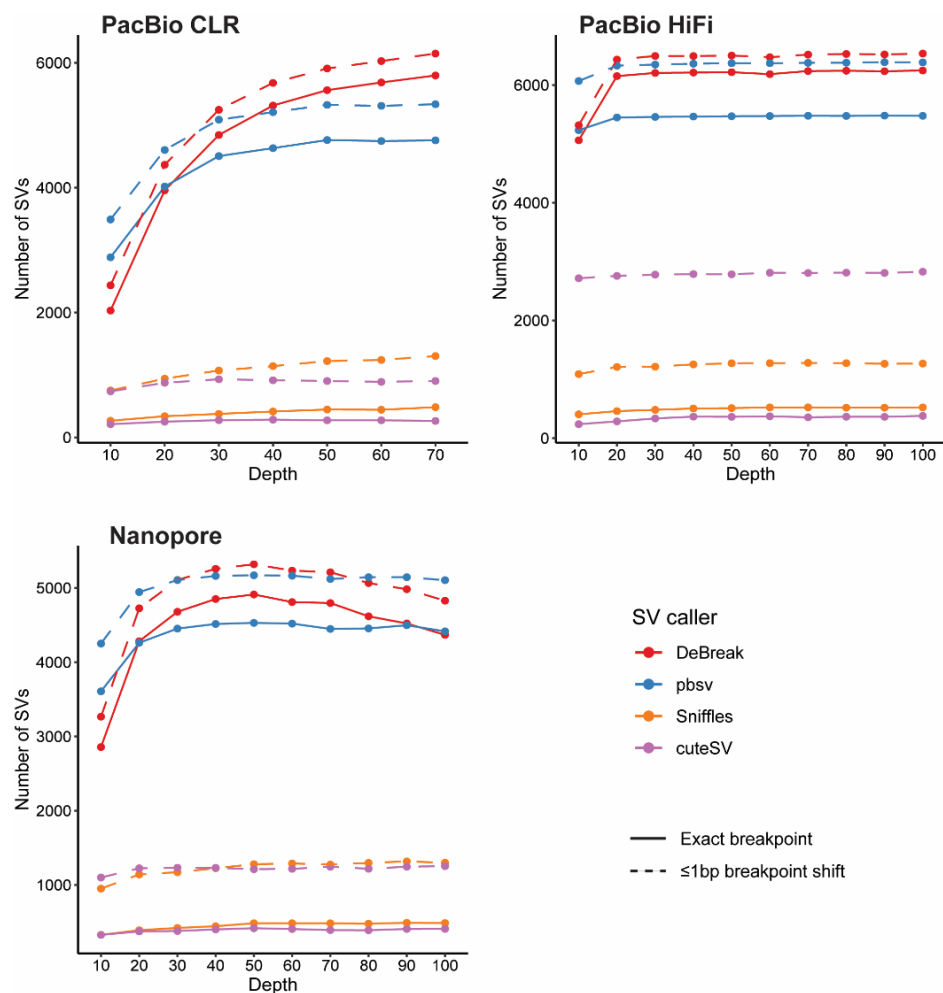 PacBio CLR
Number of SVs
6000
4000
2000
0
10 20 30 40 50 60 70
Depth
PacBio HiFi
Number of SVs
6000
4000
2000
0
10 20 30 40 50 60 70 80 90 100
Depth
Nanopore
Number of SVs
5000
4000
3000
2000
1000
10 20 30 40 50 60 70 80 90 100
Depth
SV caller
DeBreak
pbsv
Sniffles
cuteSV
Exact breakpoint
≤1bp breakpoint shift